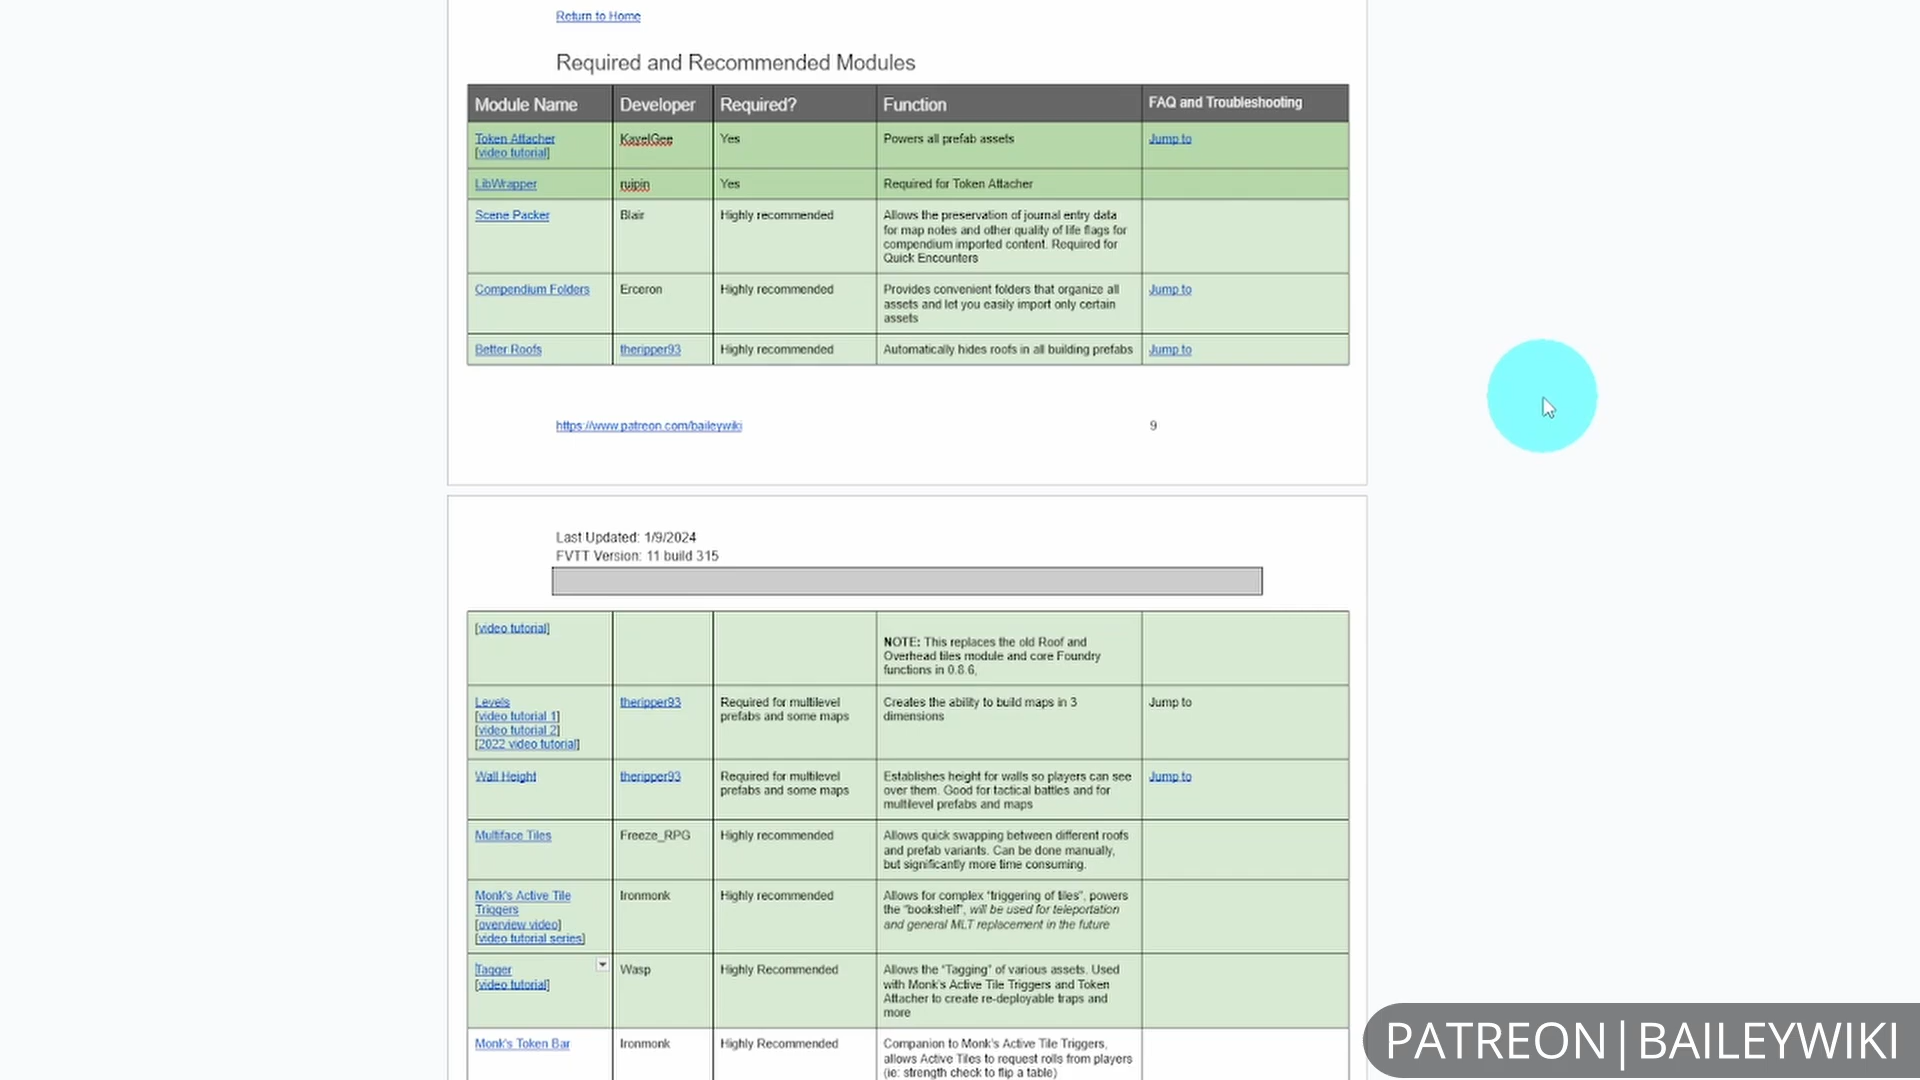 Return to Home
Required and Recommended Modules
Module Name Developer Required? Function FAQ and Troubleshooting
Token Attacher KayelGee Yes Powers all prefab assets Jump to
[video tutorial]
LibWrapper ruipin Yes Required for Token Attacher
Scene Packer Blair Highly recommended Allows the preservation of journal entry data
for map notes and other quality of life flags for
compendium imported content. Required for
Quick Encounters
Compendium Folders Erceron Highly recommended Provides convenient folders that organize all Jump to
assets and let you easily import only certain
assets
Better Roofs theripper93 Highly recommended Automatically hides roofs in all building prefabs Jump to
https://www.patreon.com/baileywiki 9
Last Updated: 1/9/2024
FVTT Version: 11 build 315
[video tutorial]
NOTE: This replaces the old Roof and
Overhead tiles module and core Foundry
functions in 0.8.6,
Levels theripper93 Required for multilevel Creates the ability to build maps in 3 Jump to
[video tutorial 1] prefabs and some maps dimensions
[video tutorial 2]
[2022 video tutorial]
Wall Height theripper93 Required for multilevel Establishes height for walls so players can see Jump to
prefabs and some maps over them. Good for tactical battles and for
multilevel prefabs and maps
Multiface Tiles Freeze_RPG Highly recommended Allows quick swapping between different roofs
and prefab variants. Can be done manually,
but significantly more time consuming.
Monk's Active Tile Ironmonk Highly recommended Allows for complex "triggering of tiles", powers
Triggers the "bookshelf", will be used for teleportation
[overview video] and general MLT replacement in the future
[video tutorial series]
Tagger Wasp Highly Recommended Allows the "Tagging" of various assets. Used
[video tutorial] with Monk's Active Tile Triggers and Token
Attacher to create re-deployable traps and
more
Monk's Token Bar Ironmonk Highly Recommended Companion to Monk's Active Tile Triggers,
allows Active Tiles to request rolls from players
(ie: strength check to flip a table)
PATREON|BAILEYWIKI